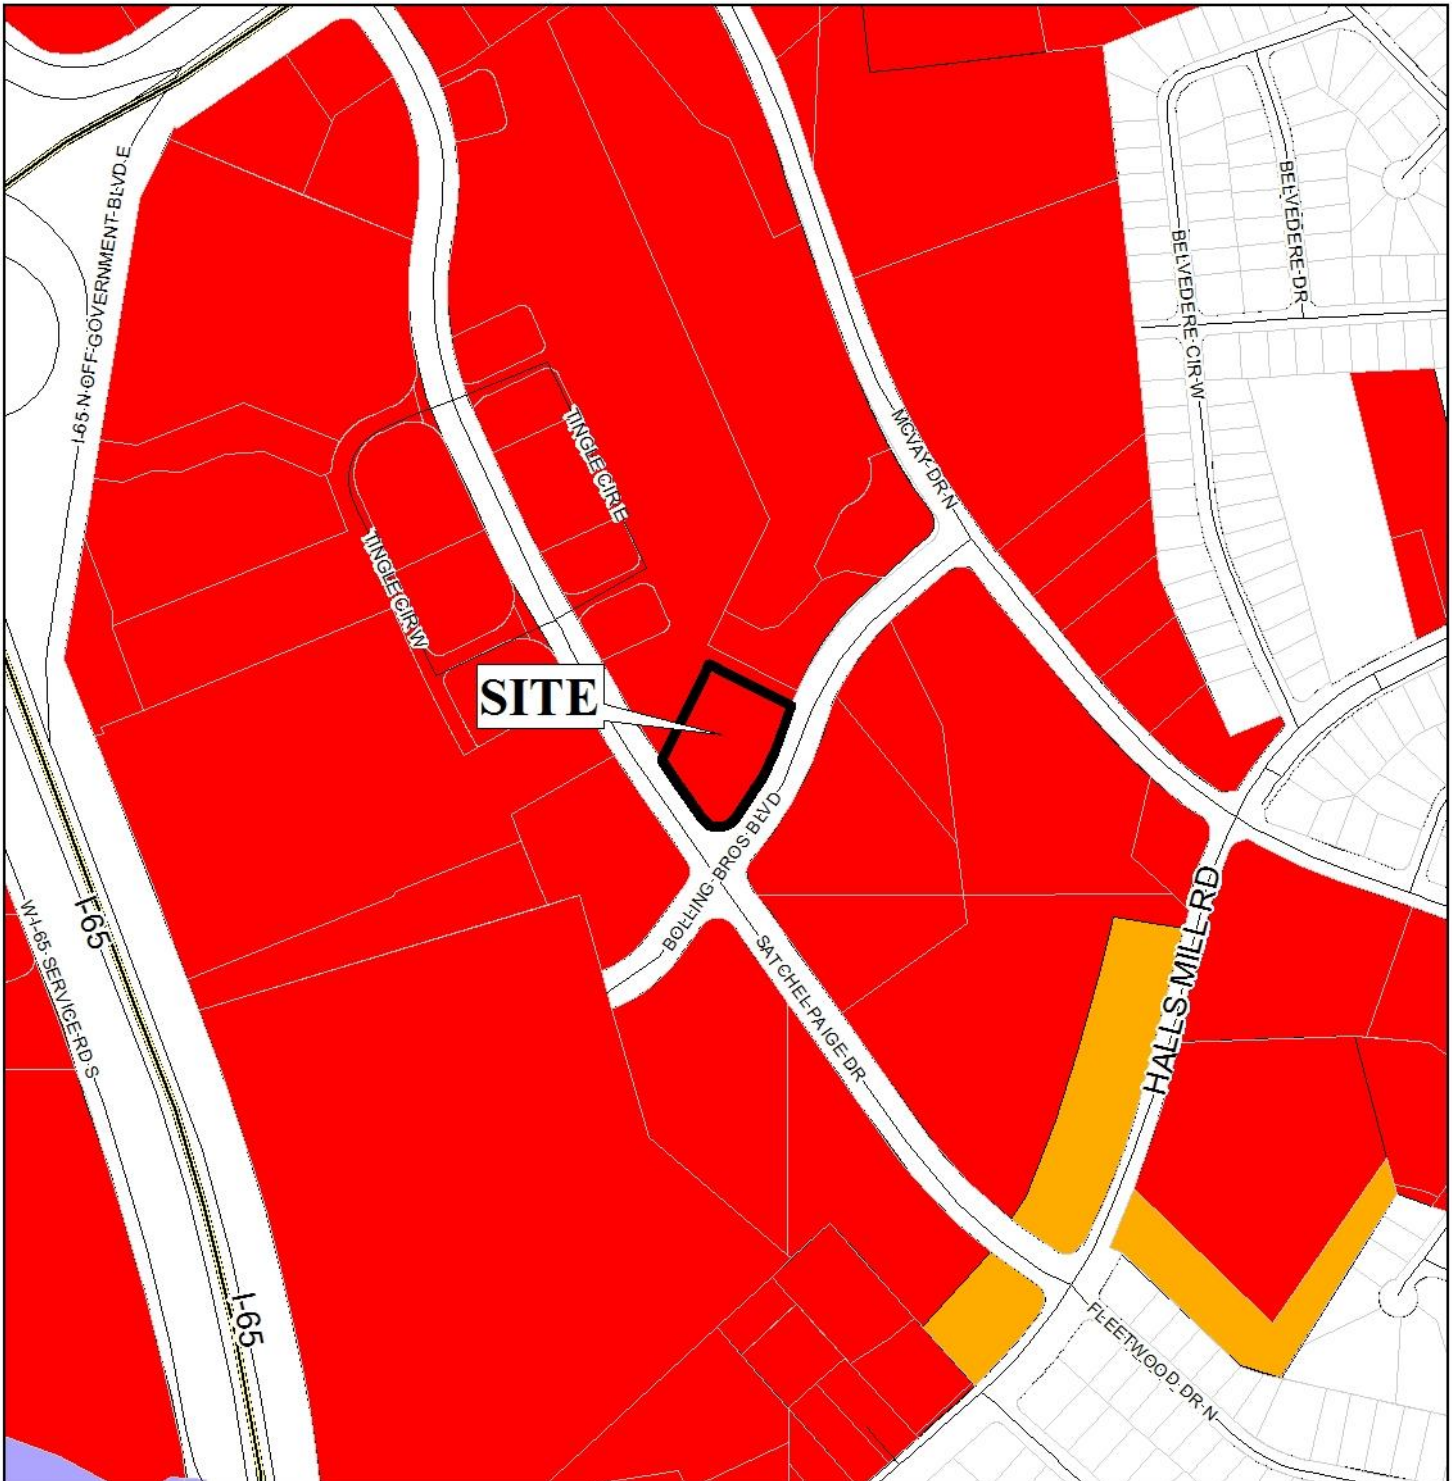 I-65 N OFF GOVERNMENT BLVD E
BELVEDERE DR
BELVEDERE CIR W
MCVAY DR N
TINGLE CIR E
TINGLE CIR W
SITE
BOLLING BROS BLVD
HALLS MILL RD
I-65
W I-65 SERVICE RD S
SATCHEL PAIGE DR
I-65
FLEETWOOD DR N